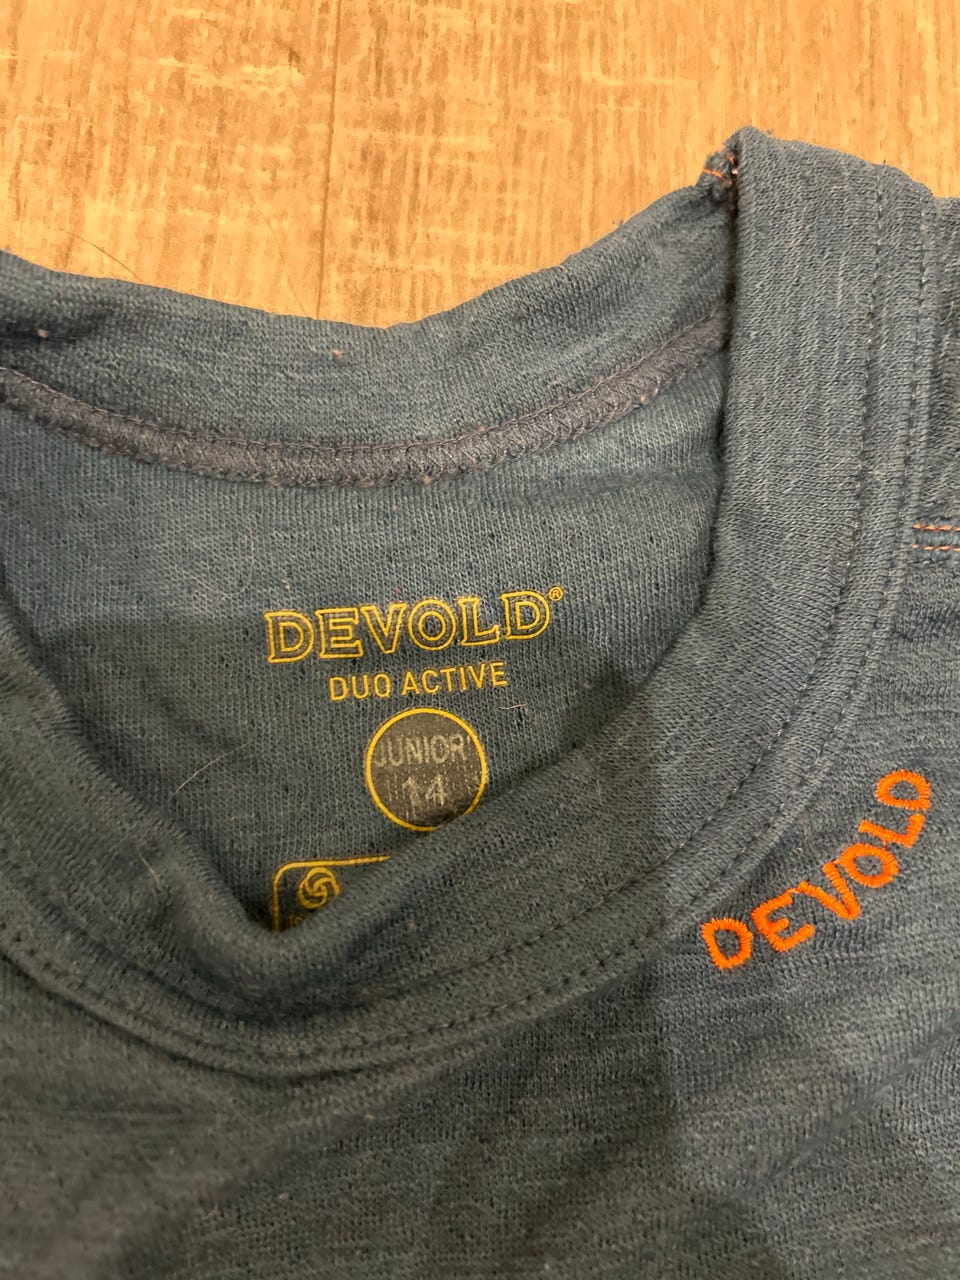 DEVOLD®
DUO ACTIVE
JUNIOR
14
DEVOLD